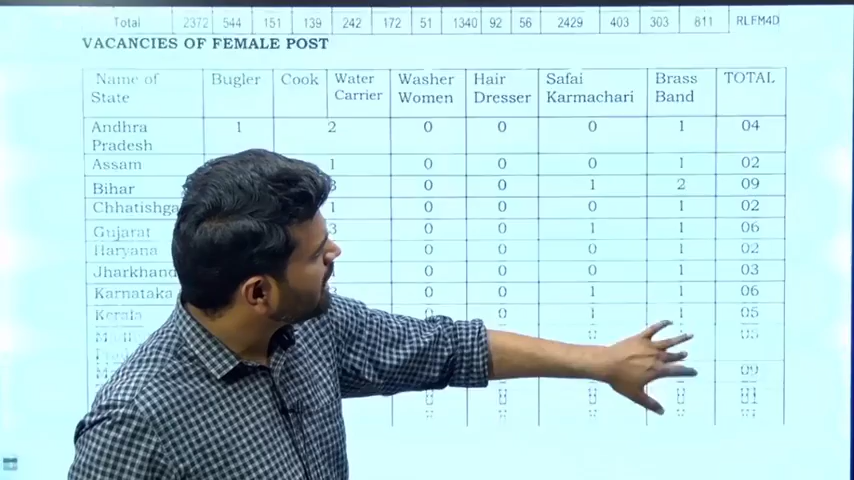 Total 2372 544 151 139 242 172 51 1340 92 56 2429 403 303 811 RLFM4D
VACANCIES OF FEMALE POST
Name of State Bugler Cook Water Carrier Washer Women Hair Dresser Safai Karmachari Brass Band TOTAL
Andhra Pradesh 1 2 0 0 0 1 04
Assam 1 0 0 0 1 02
Bihar 3 0 0 1 2 09
Chhatishga 1 0 0 0 1 02
Gujarat 3 0 0 1 1 06
Haryana 0 0 0 1 02
Jharkhand 0 0 0 1 03
Karnataka 3 0 0 1 1 06
Kerala 0 0 1 1 05